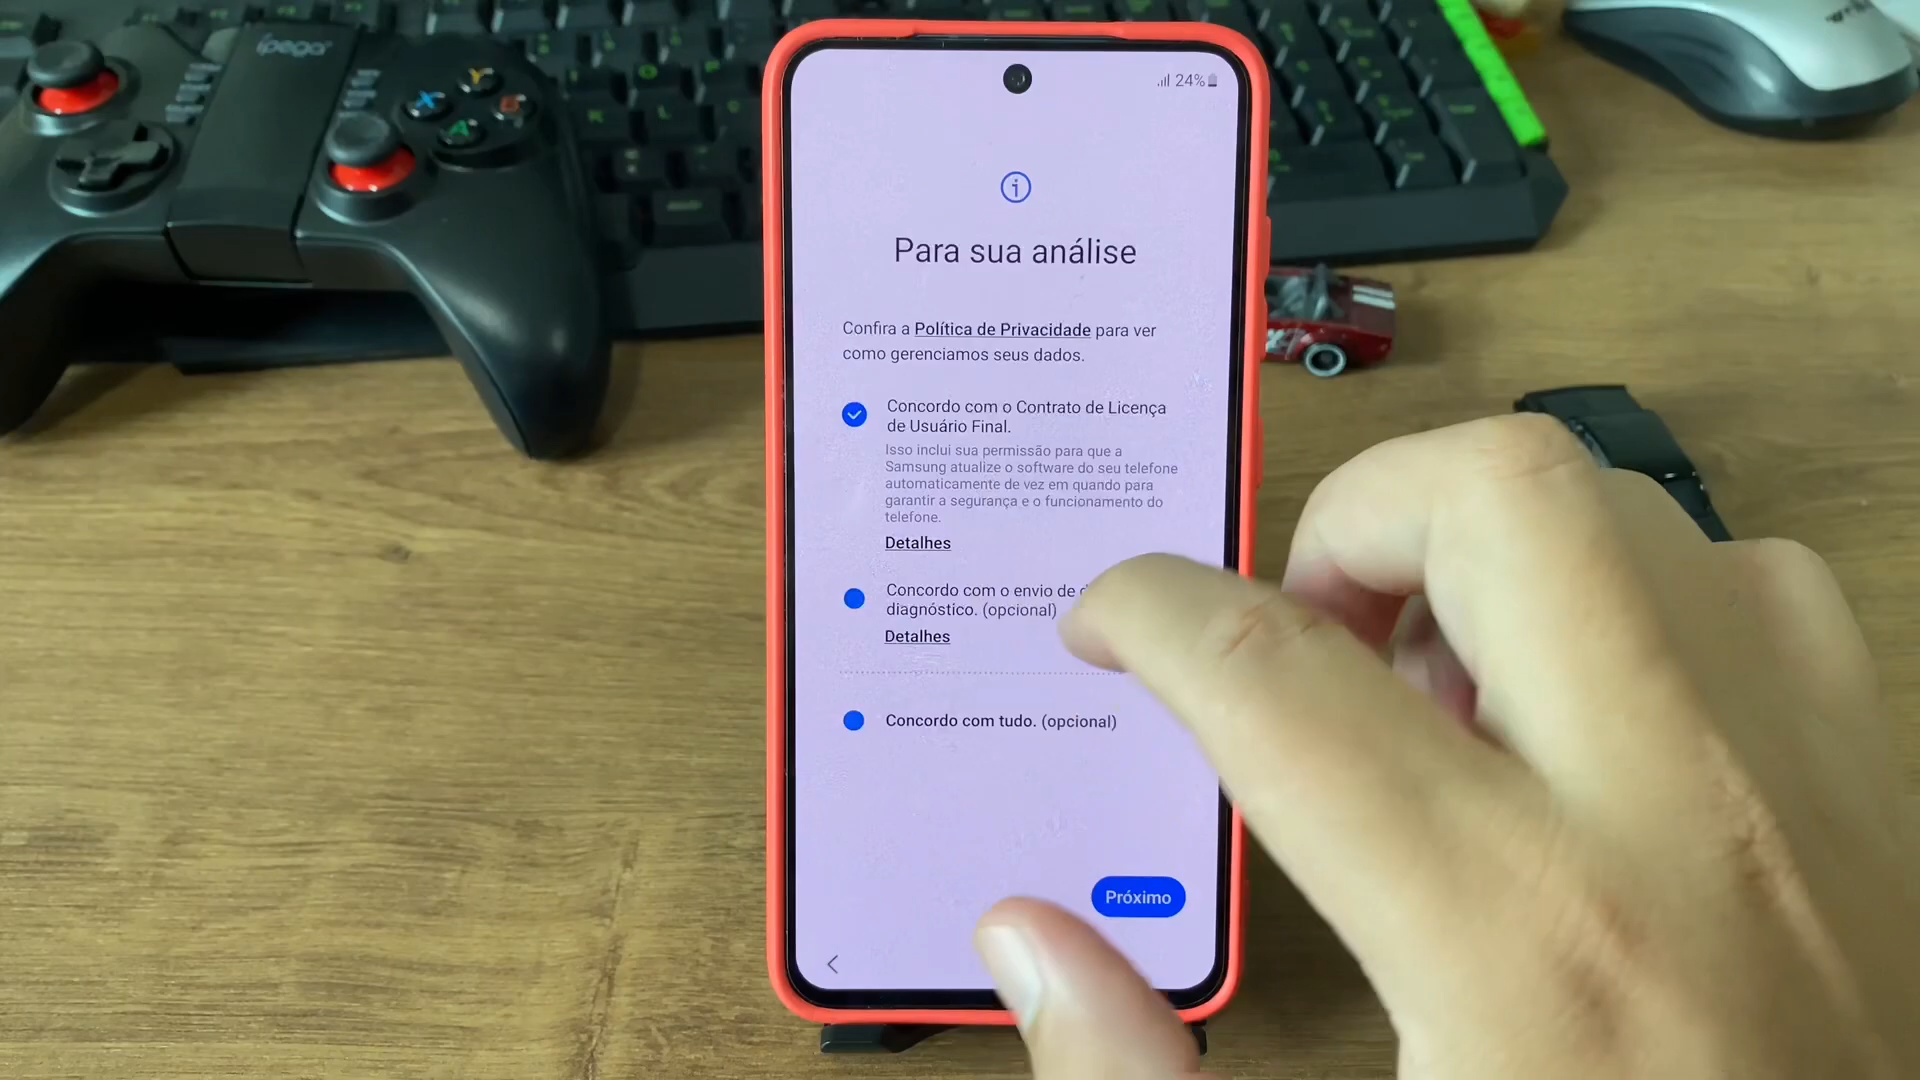 ipega
Y
X
B
A
24%
Para sua análise
Confira a Política de Privacidade para ver
como gerenciamos seus dados.
Concordo com o Contrato de Licença
de Usuário Final.
Isso inclui sua permissão para que a
Samsung atualize o software do seu telefone
automaticamente de vez em quando para
garantir a segurança e o funcionamento do
telefone.
Detalhes
Concordo com o envio de
diagnóstico. (opcional)
Detalhes
Concordo com tudo. (opcional)
Próximo